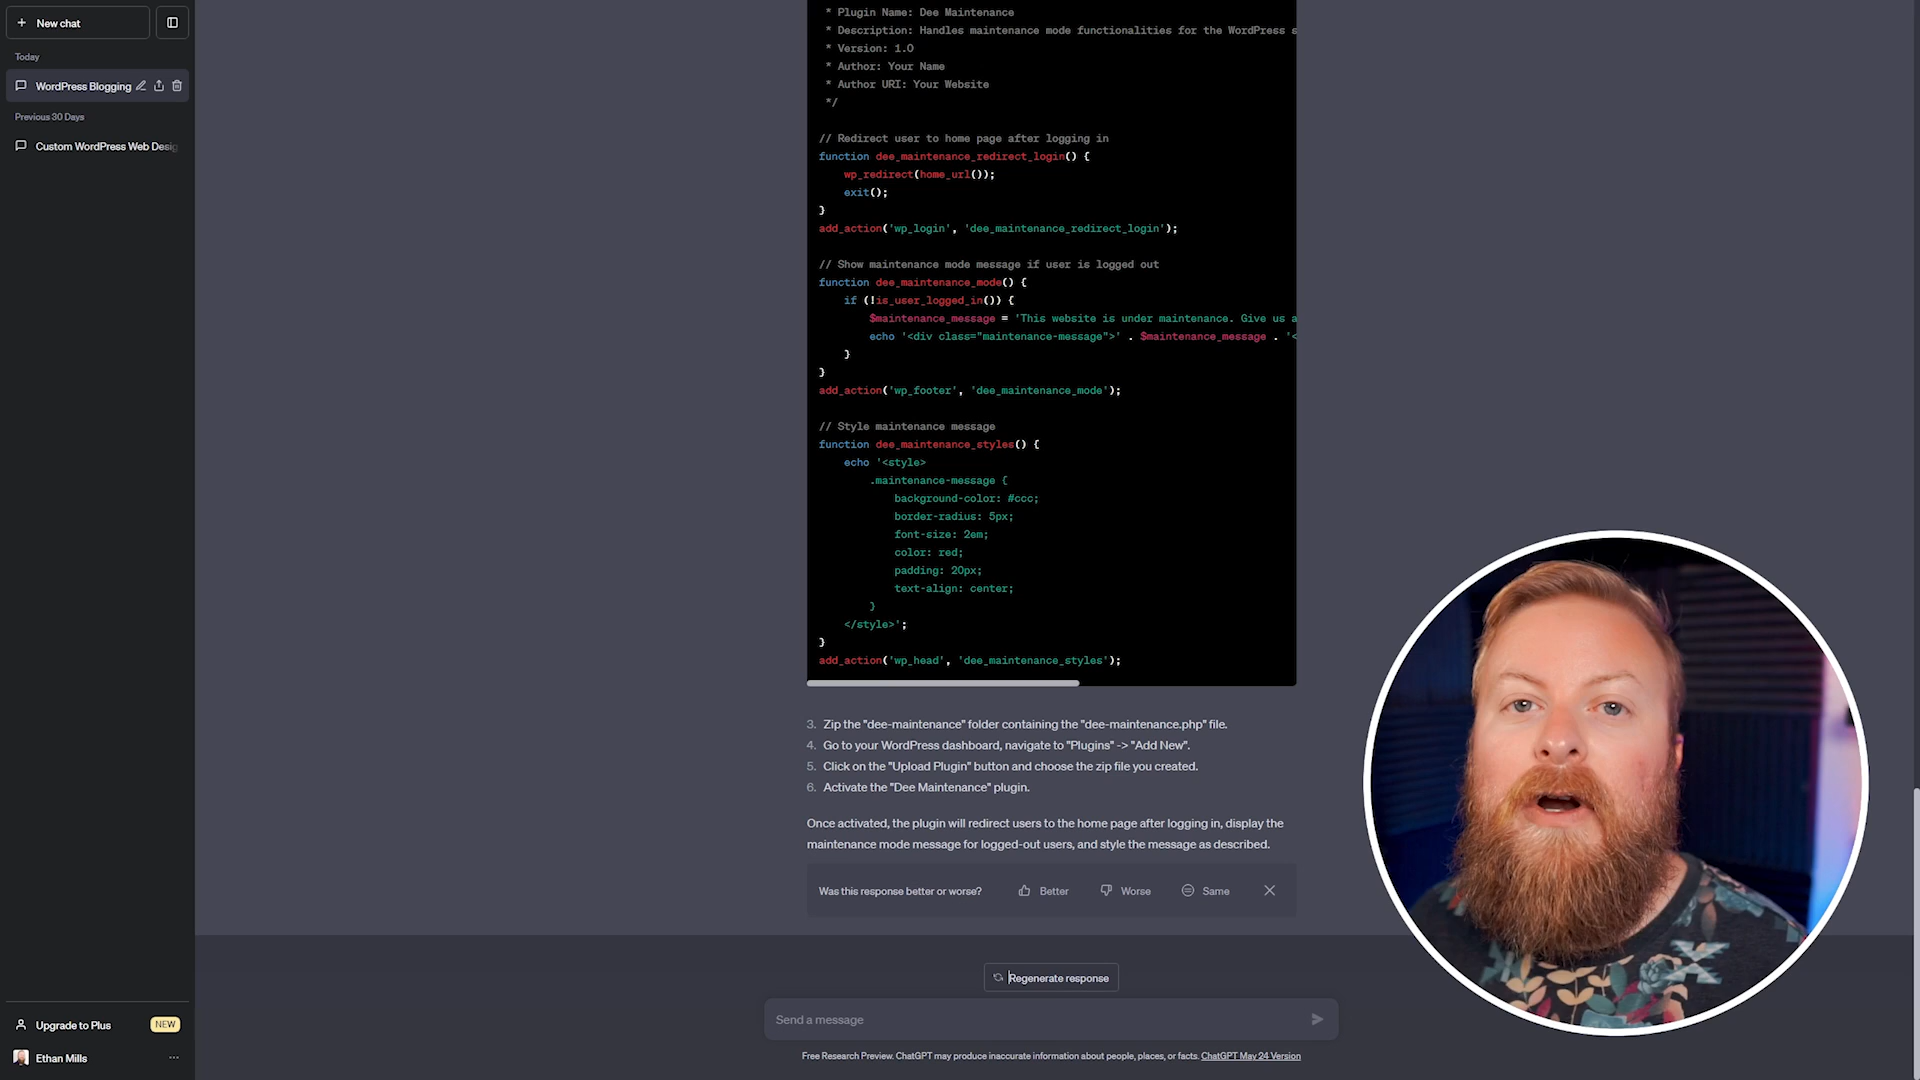 New chat
Today
WordPress Blogging
Previous 30 Days
Custom WordPress Web Desig
* Plugin Name: Dee Maintenance
* Description: Handles maintenance mode functionalities for the WordPress s
* Version: 1.0
* Author: Your Name
* Author URI: Your Website
*/
// Redirect user to home page after logging in
function dee_maintenance_redirect_login() {
wp_redirect(home_url());
exit();
}
add_action('wp_login', 'dee_maintenance_redirect_login');
// Show maintenance mode message if user is logged out
function dee_maintenance_mode() {
if (!is_user_logged_in()) {
$maintenance_message = 'This website is under maintenance. Give us a
echo '<div class="maintenance-message">' . $maintenance_message . '<
}
}
add_action('wp_footer', 'dee_maintenance_mode');
// Style maintenance message
function dee_maintenance_styles() {
echo '<style>
.maintenance-message {
background-color: #ccc;
border-radius: 5px;
font-size: 2em;
color: red;
padding: 20px;
text-align: center;
}
</style>';
}
add_action('wp_head', 'dee_maintenance_styles');
3. Zip the "dee-maintenance" folder containing the "dee-maintenance.php" file.
4. Go to your WordPress dashboard, navigate to "Plugins" -> "Add New".
5. Click on the "Upload Plugin" button and choose the zip file you created.
6. Activate the "Dee Maintenance" plugin.
Once activated, the plugin will redirect users to the home page after logging in, display the
maintenance mode message for logged-out users, and style the message as described.
Was this response better or worse? Better Worse Same
Regenerate response
Send a message
Free Research Preview. ChatGPT may produce inaccurate information about people, places, or facts. ChatGPT May 24 Version
Upgrade to Plus NEW
Ethan Mills